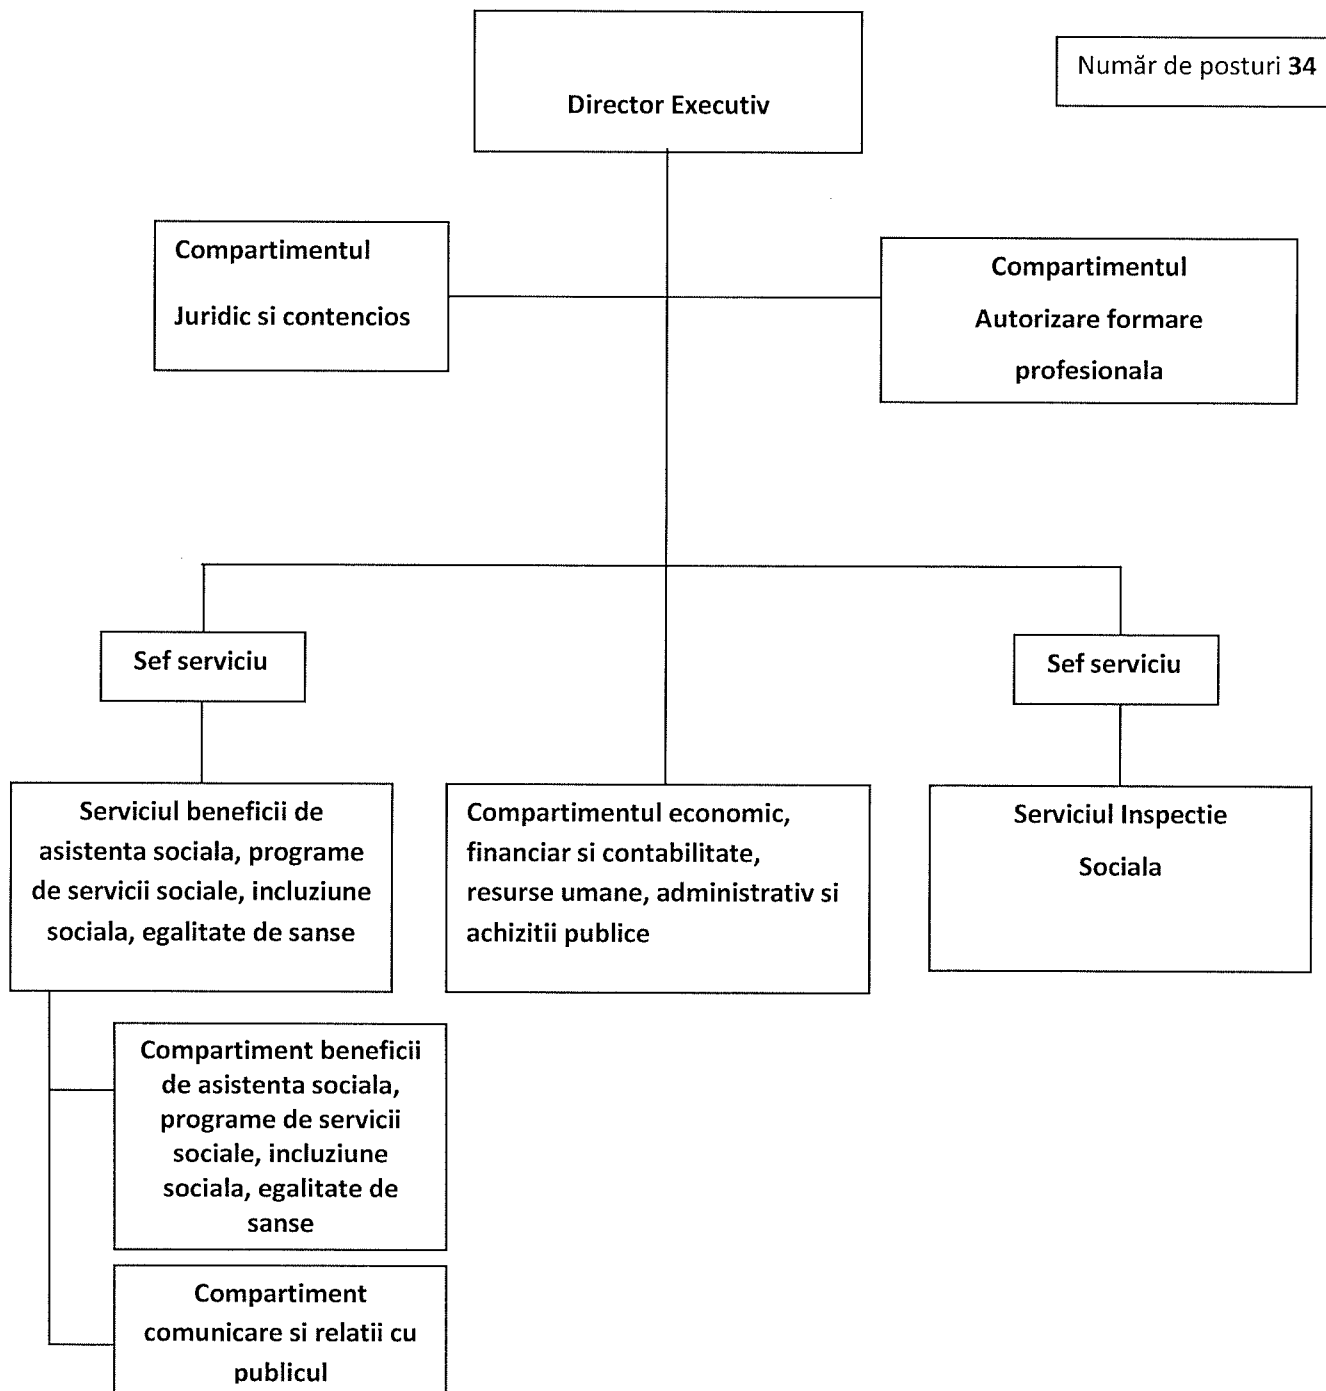 Număr de posturi 34
Director Executiv
Compartimentul
Juridic si contencios
Compartimentul
Autorizare formare
profesionala
Sef serviciu
Sef serviciu
Serviciul beneficii de
asistenta sociala, programe
de servicii sociale, incluziune
sociala, egalitate de sanse
Compartimentul economic,
financiar si contabilitate,
resurse umane, administrativ si
achizitii publice
Serviciul Inspectie
Sociala
Compartiment beneficii
de asistenta sociala,
programe de servicii
sociale, incluziune
sociala, egalitate de
sanse
Compartiment
comunicare si relatii cu
publicul